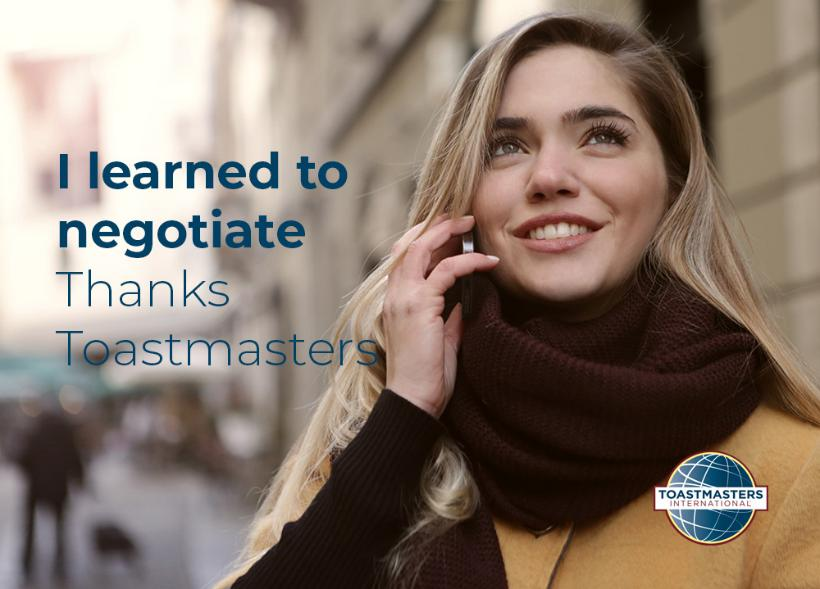 I learned to
negotiate
Thanks
Toastmasters
TOASTMASTERS
INTERNATIONAL